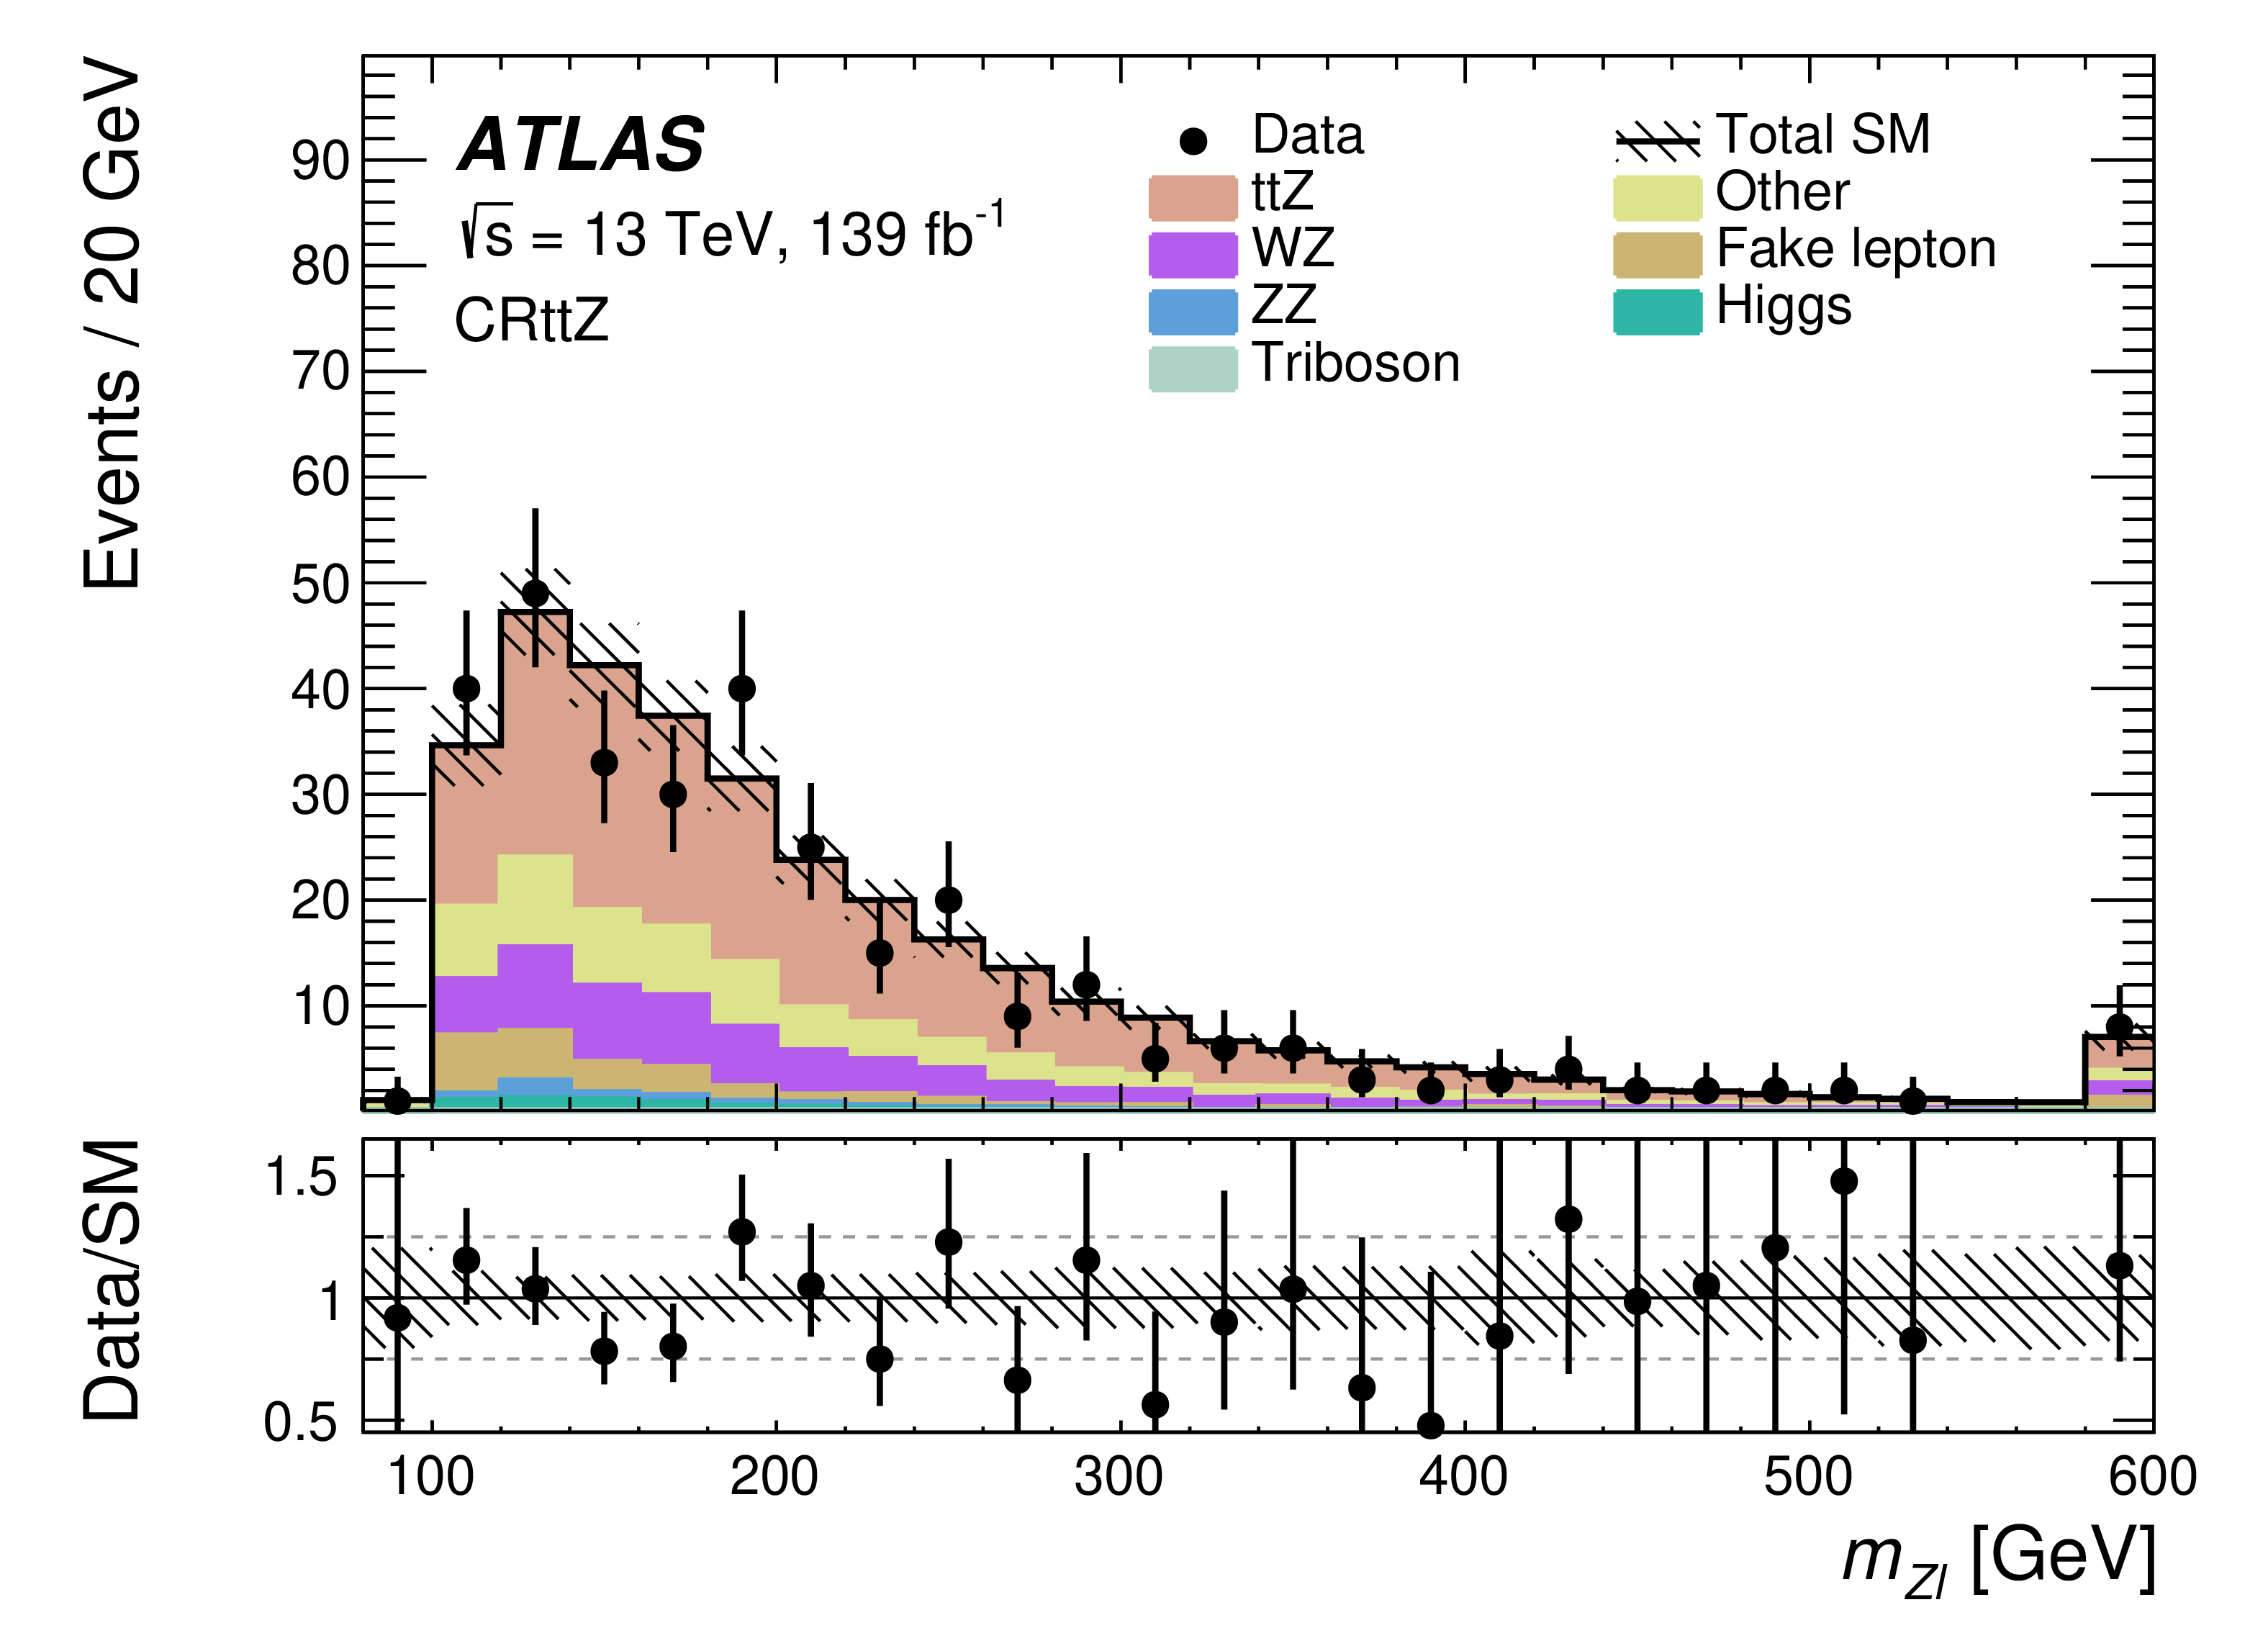 Events / 20 GeV
90
80
70
60
50
40
30
20
10
ATLAS
√s = 13 TeV, 139 fb⁻¹
CRttZ
Data
ttZ
WZ
ZZ
Triboson
Total SM
Other
Fake lepton
Higgs
Data/SM
1.5
1
0.5
100 200 300 400 500 600
m_Zl [GeV]